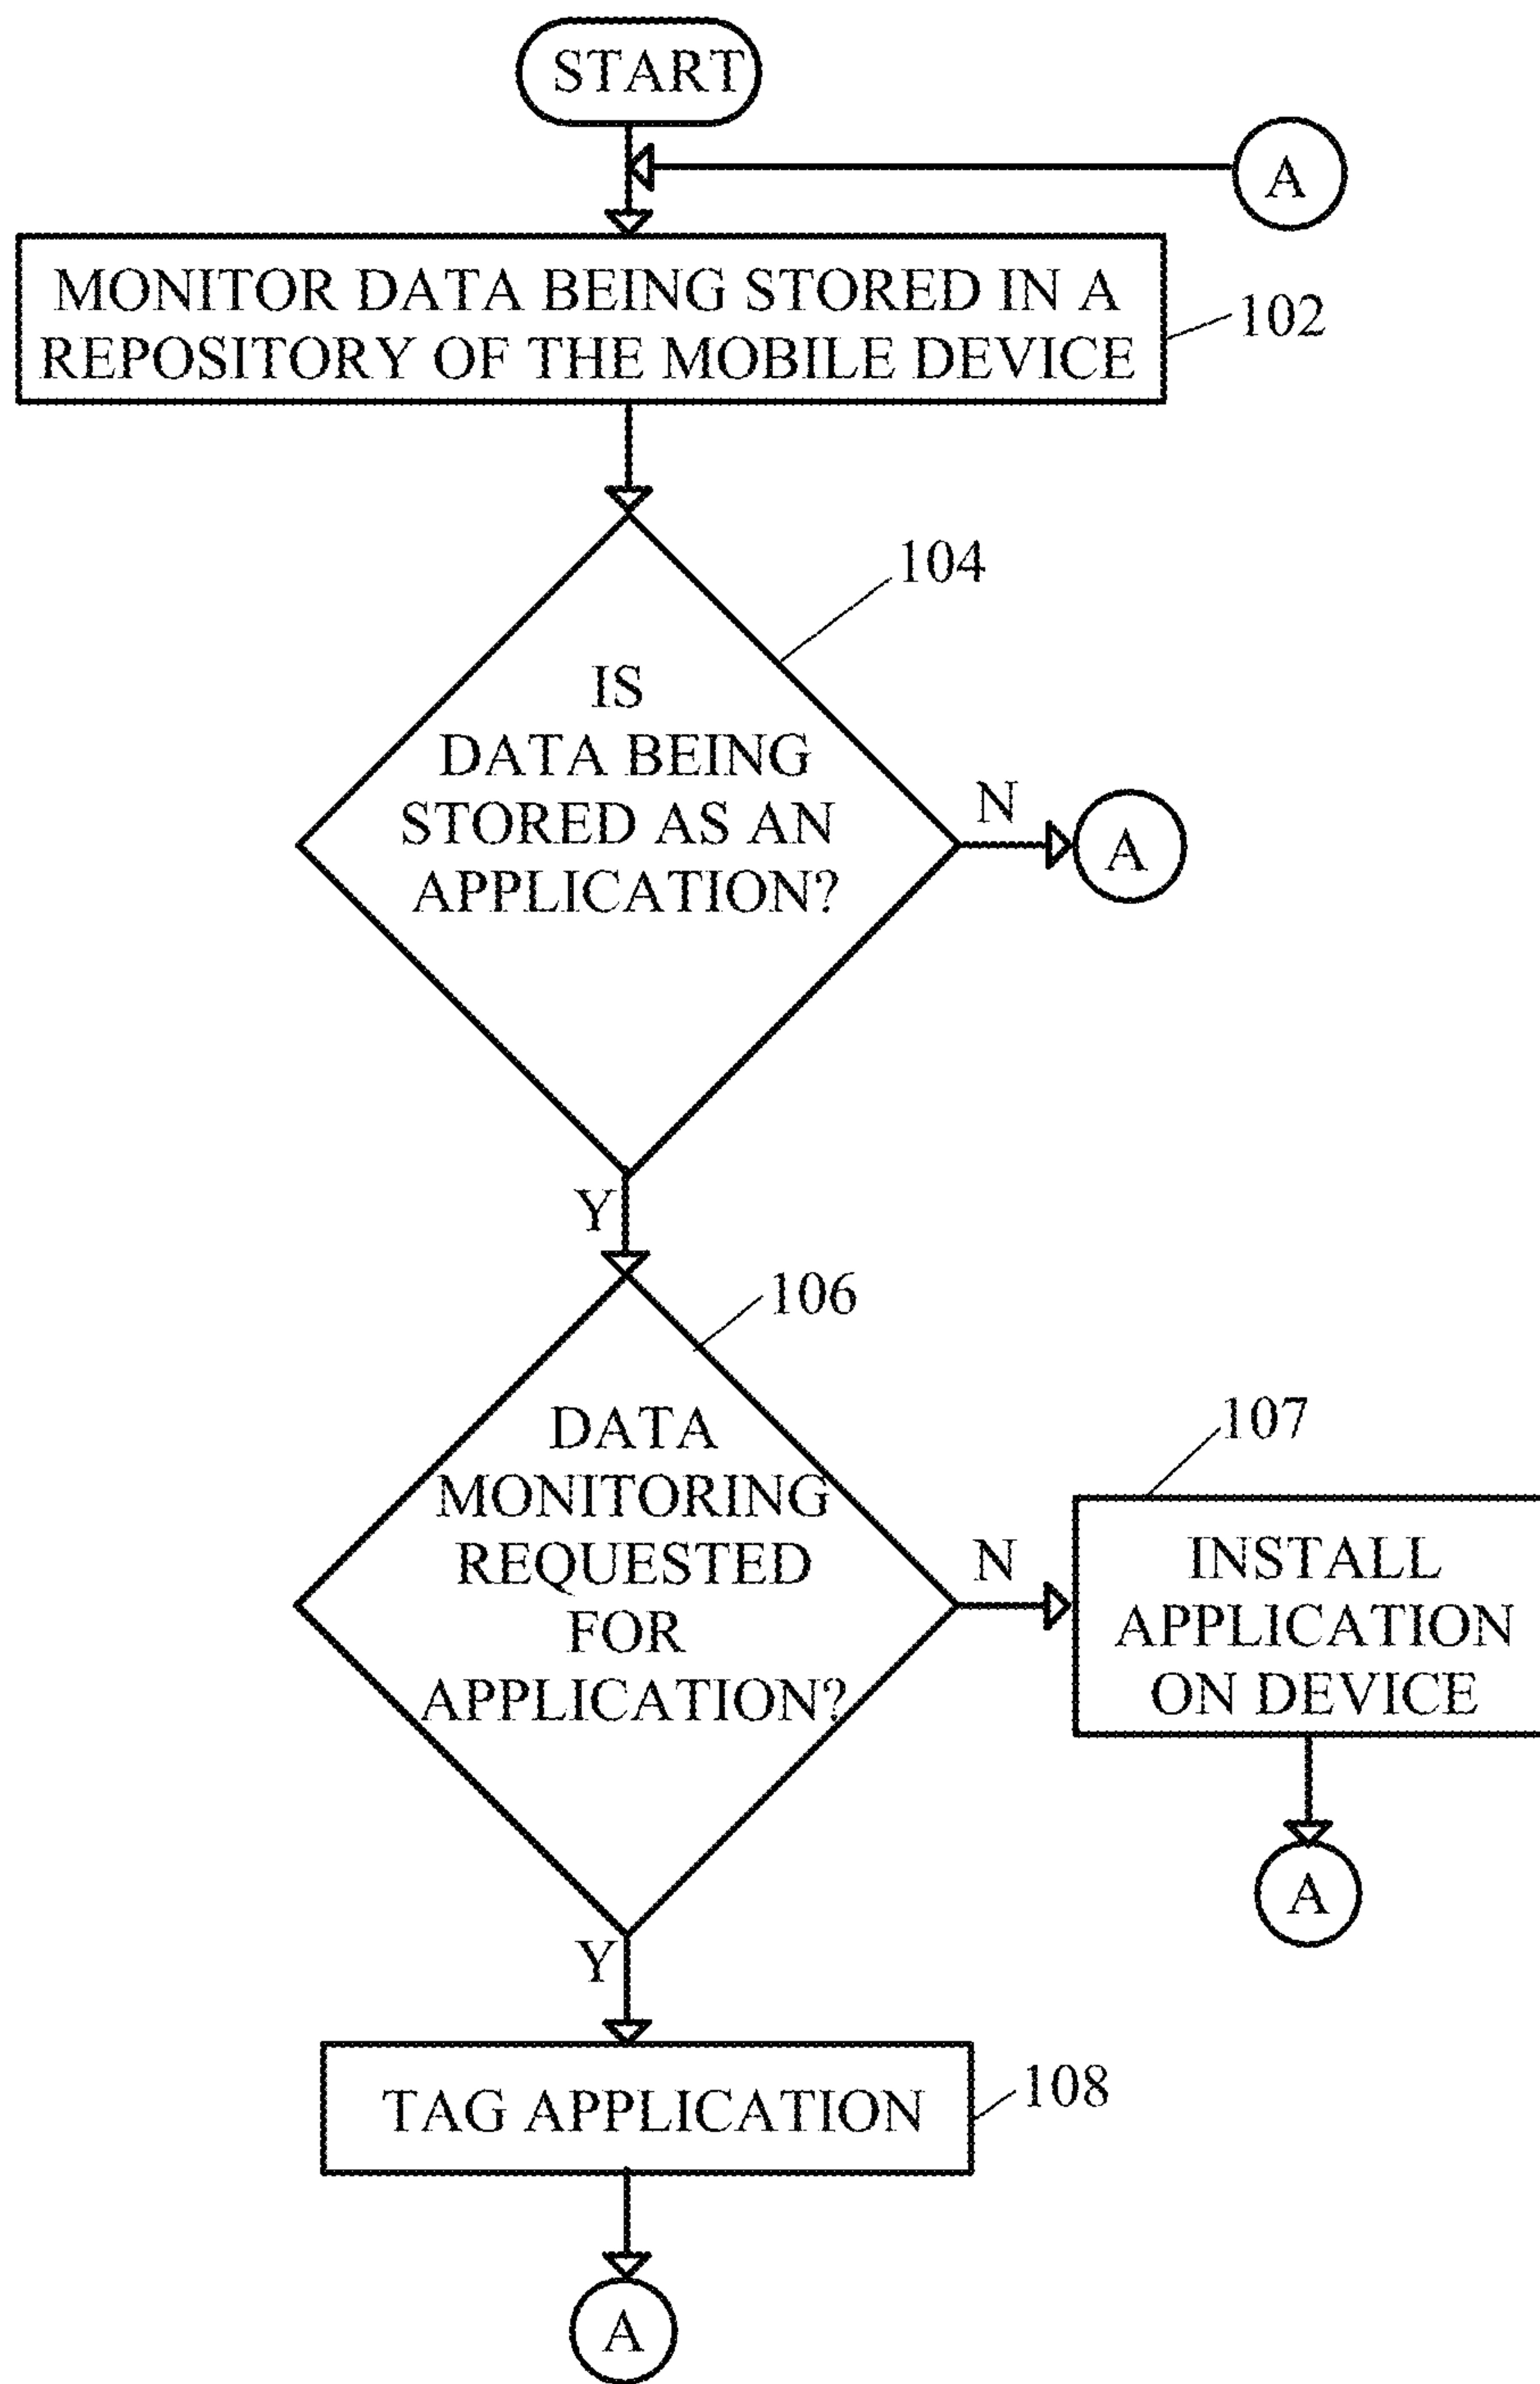 START
A
MONITOR DATA BEING STORED IN A
REPOSITORY OF THE MOBILE DEVICE
102
104
IS
DATA BEING
STORED AS AN
APPLICATION?
N
A
Y
106
DATA
MONITORING
REQUESTED
FOR
APPLICATION?
N
107
INSTALL
APPLICATION
ON DEVICE
A
Y
TAG APPLICATION
108
A